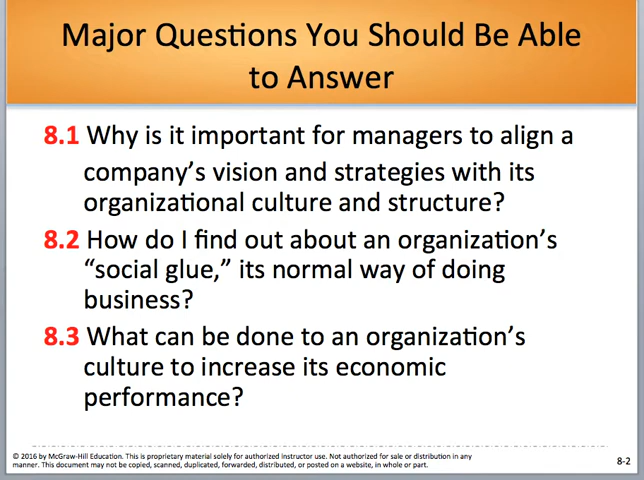 Major Questions You Should Be Able
to Answer
8.1 Why is it important for managers to align a
company’s vision and strategies with its
organizational culture and structure?
8.2 How do I find out about an organization’s
“social glue,” its normal way of doing
business?
8.3 What can be done to an organization’s
culture to increase its economic
performance?
© 2016 by McGraw-Hill Education. This is proprietary material solely for authorized instructor use. Not authorized for sale or distribution in any
manner. This document may not be copied, scanned, duplicated, forwarded, distributed, or posted on a website, in whole or part.
8-2